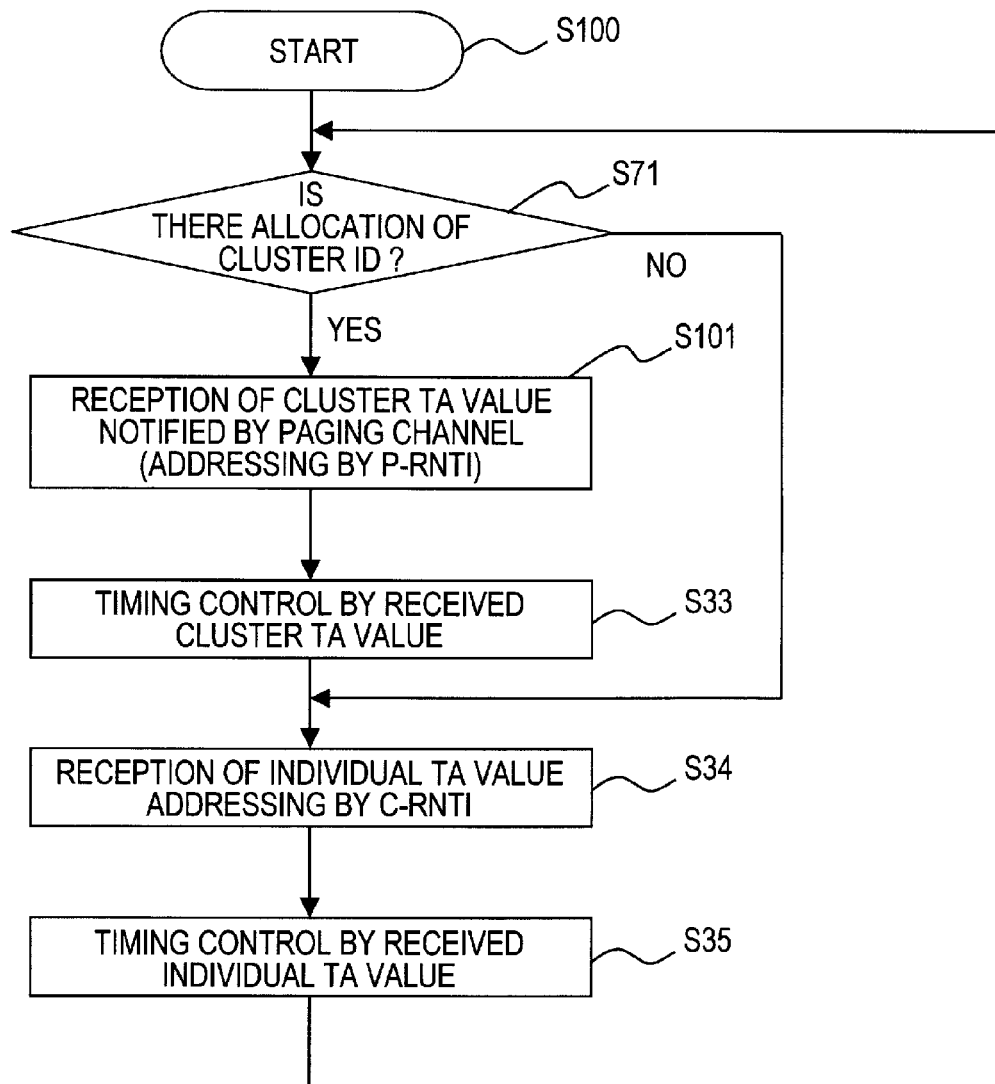 START
S100
IS
THERE ALLOCATION OF
CLUSTER ID ?
S71
NO
YES
S101
RECEPTION OF CLUSTER TA VALUE
NOTIFIED BY PAGING CHANNEL
(ADDRESSING BY P-RNTI)
TIMING CONTROL BY RECEIVED
CLUSTER TA VALUE
S33
RECEPTION OF INDIVIDUAL TA VALUE
ADDRESSING BY C-RNTI
S34
TIMING CONTROL BY RECEIVED
INDIVIDUAL TA VALUE
S35